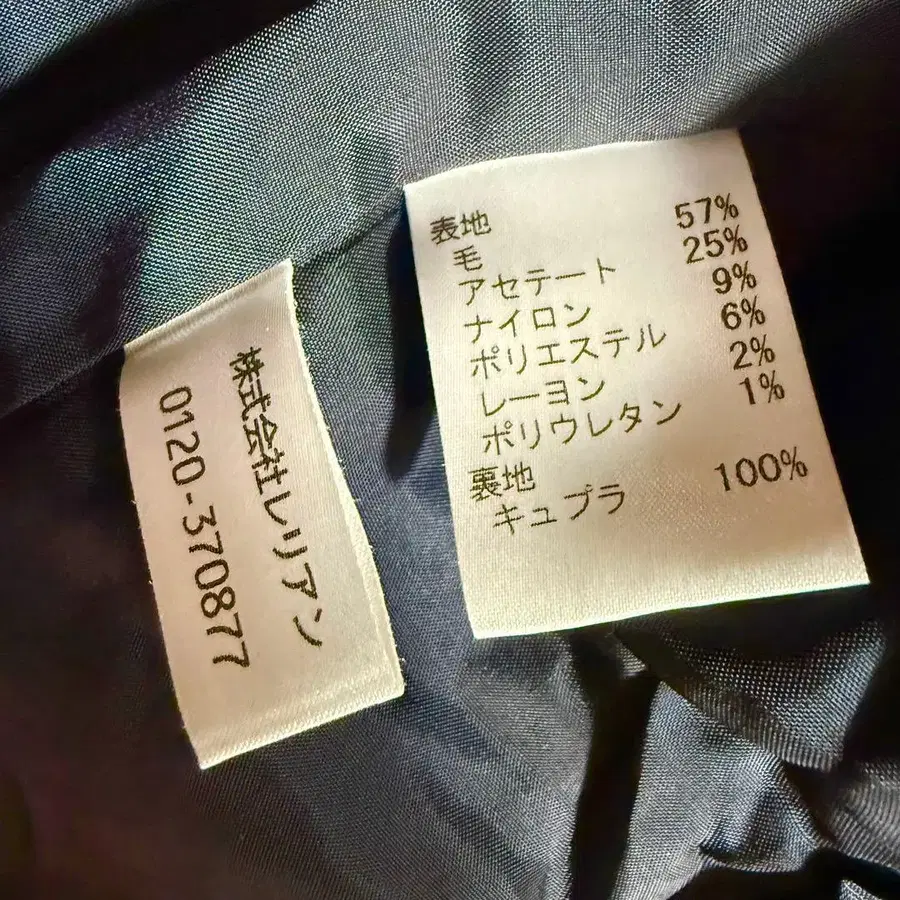 株式会社レリアン
0120-370877
表地
毛 57%
アセテート 25%
ナイロン 9%
ポリエステル 6%
レーヨン 2%
ポリウレタン 1%
裏地
キュプラ 100%